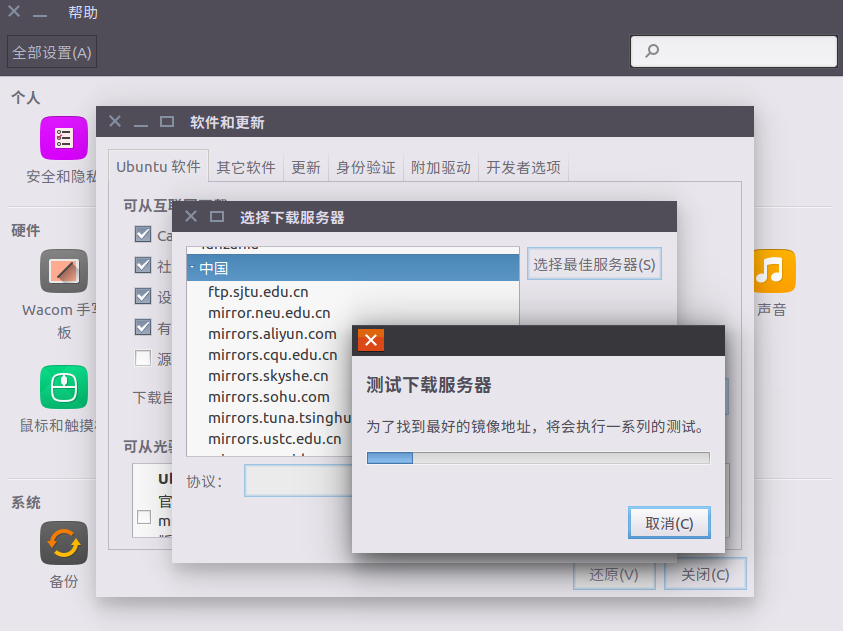 帮助
全部设置(A)
个人
安全和隐私
硬件
Wacom 手写
板
鼠标和触摸
系统
备份
声音
软件和更新
Ubuntu 软件
其它软件
更新
身份验证
附加驱动
开发者选项
可从互联网下载
Ca
社
设
有
源
下载自
可从光
Ul
官
m
还原(V)
关闭(C)
选择下载服务器
Tanzania
中国
ftp.sjtu.edu.cn
mirror.neu.edu.cn
mirrors.aliyun.com
mirrors.cqu.edu.cn
mirrors.skyshe.cn
mirrors.sohu.com
mirrors.tuna.tsinghu
mirrors.ustc.edu.cn
选择最佳服务器(S)
协议：
测试下载服务器
为了找到最好的镜像地址，将会执行一系列的测试。
取消(C)